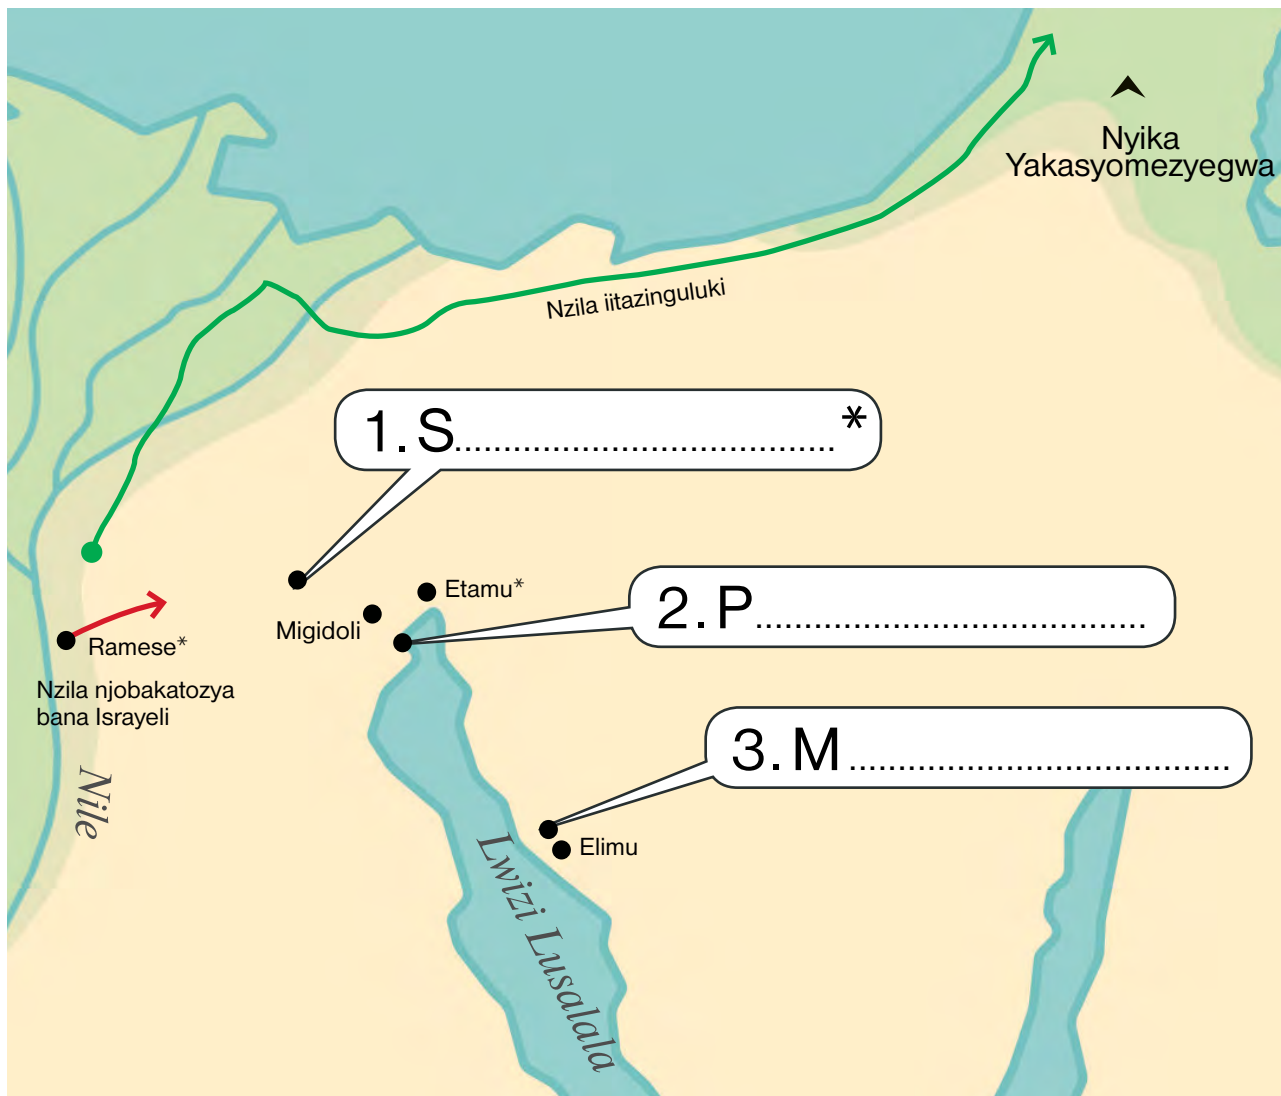 Nyika
Yakasyomezyegwa
Nzila iitazinguluki
1. S....................................... *
Etamu*
2. P........................................
Migidoli
Ramese*
Nzila njobakatozya
bana Israyeli
3. M.......................................
Nile
Elimu
Lwizi Lusalala